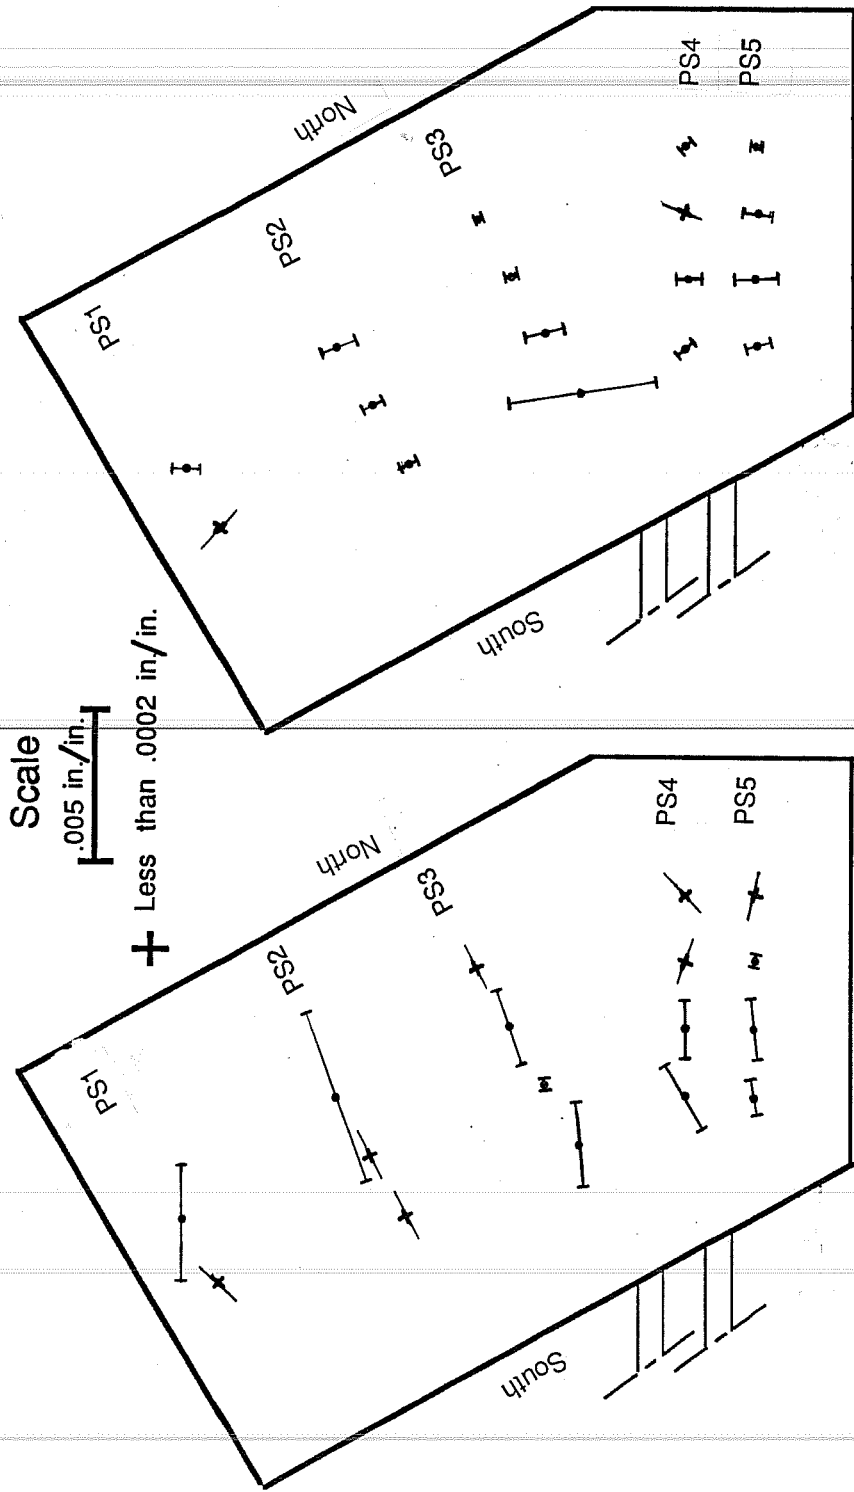 Scale
.005 in./in.
+ Less than .0002 in./in.
North
PS1
PS2
PS3
PS4
PS5
South
North
PS1
PS2
PS3
PS4
PS5
South